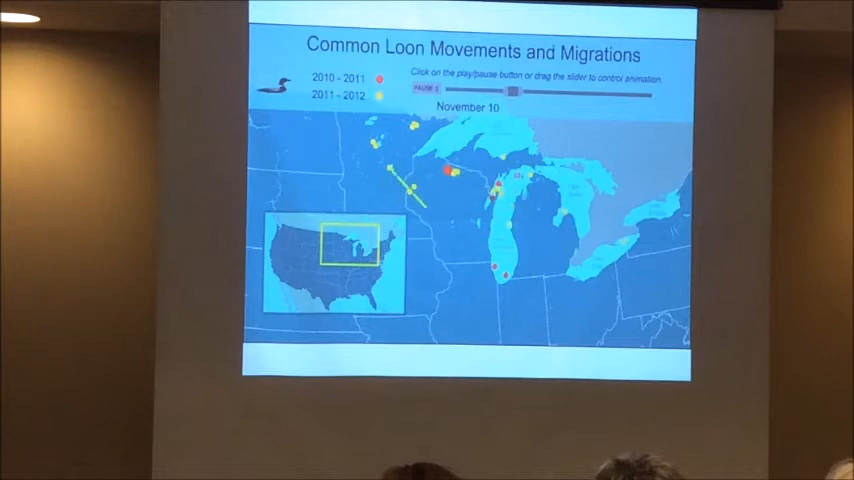 Common Loon Movements and Migrations
2010 - 2011
2011 - 2012
Click on the play/pause button or drag the slider to control animation.
PAUSE
November 10